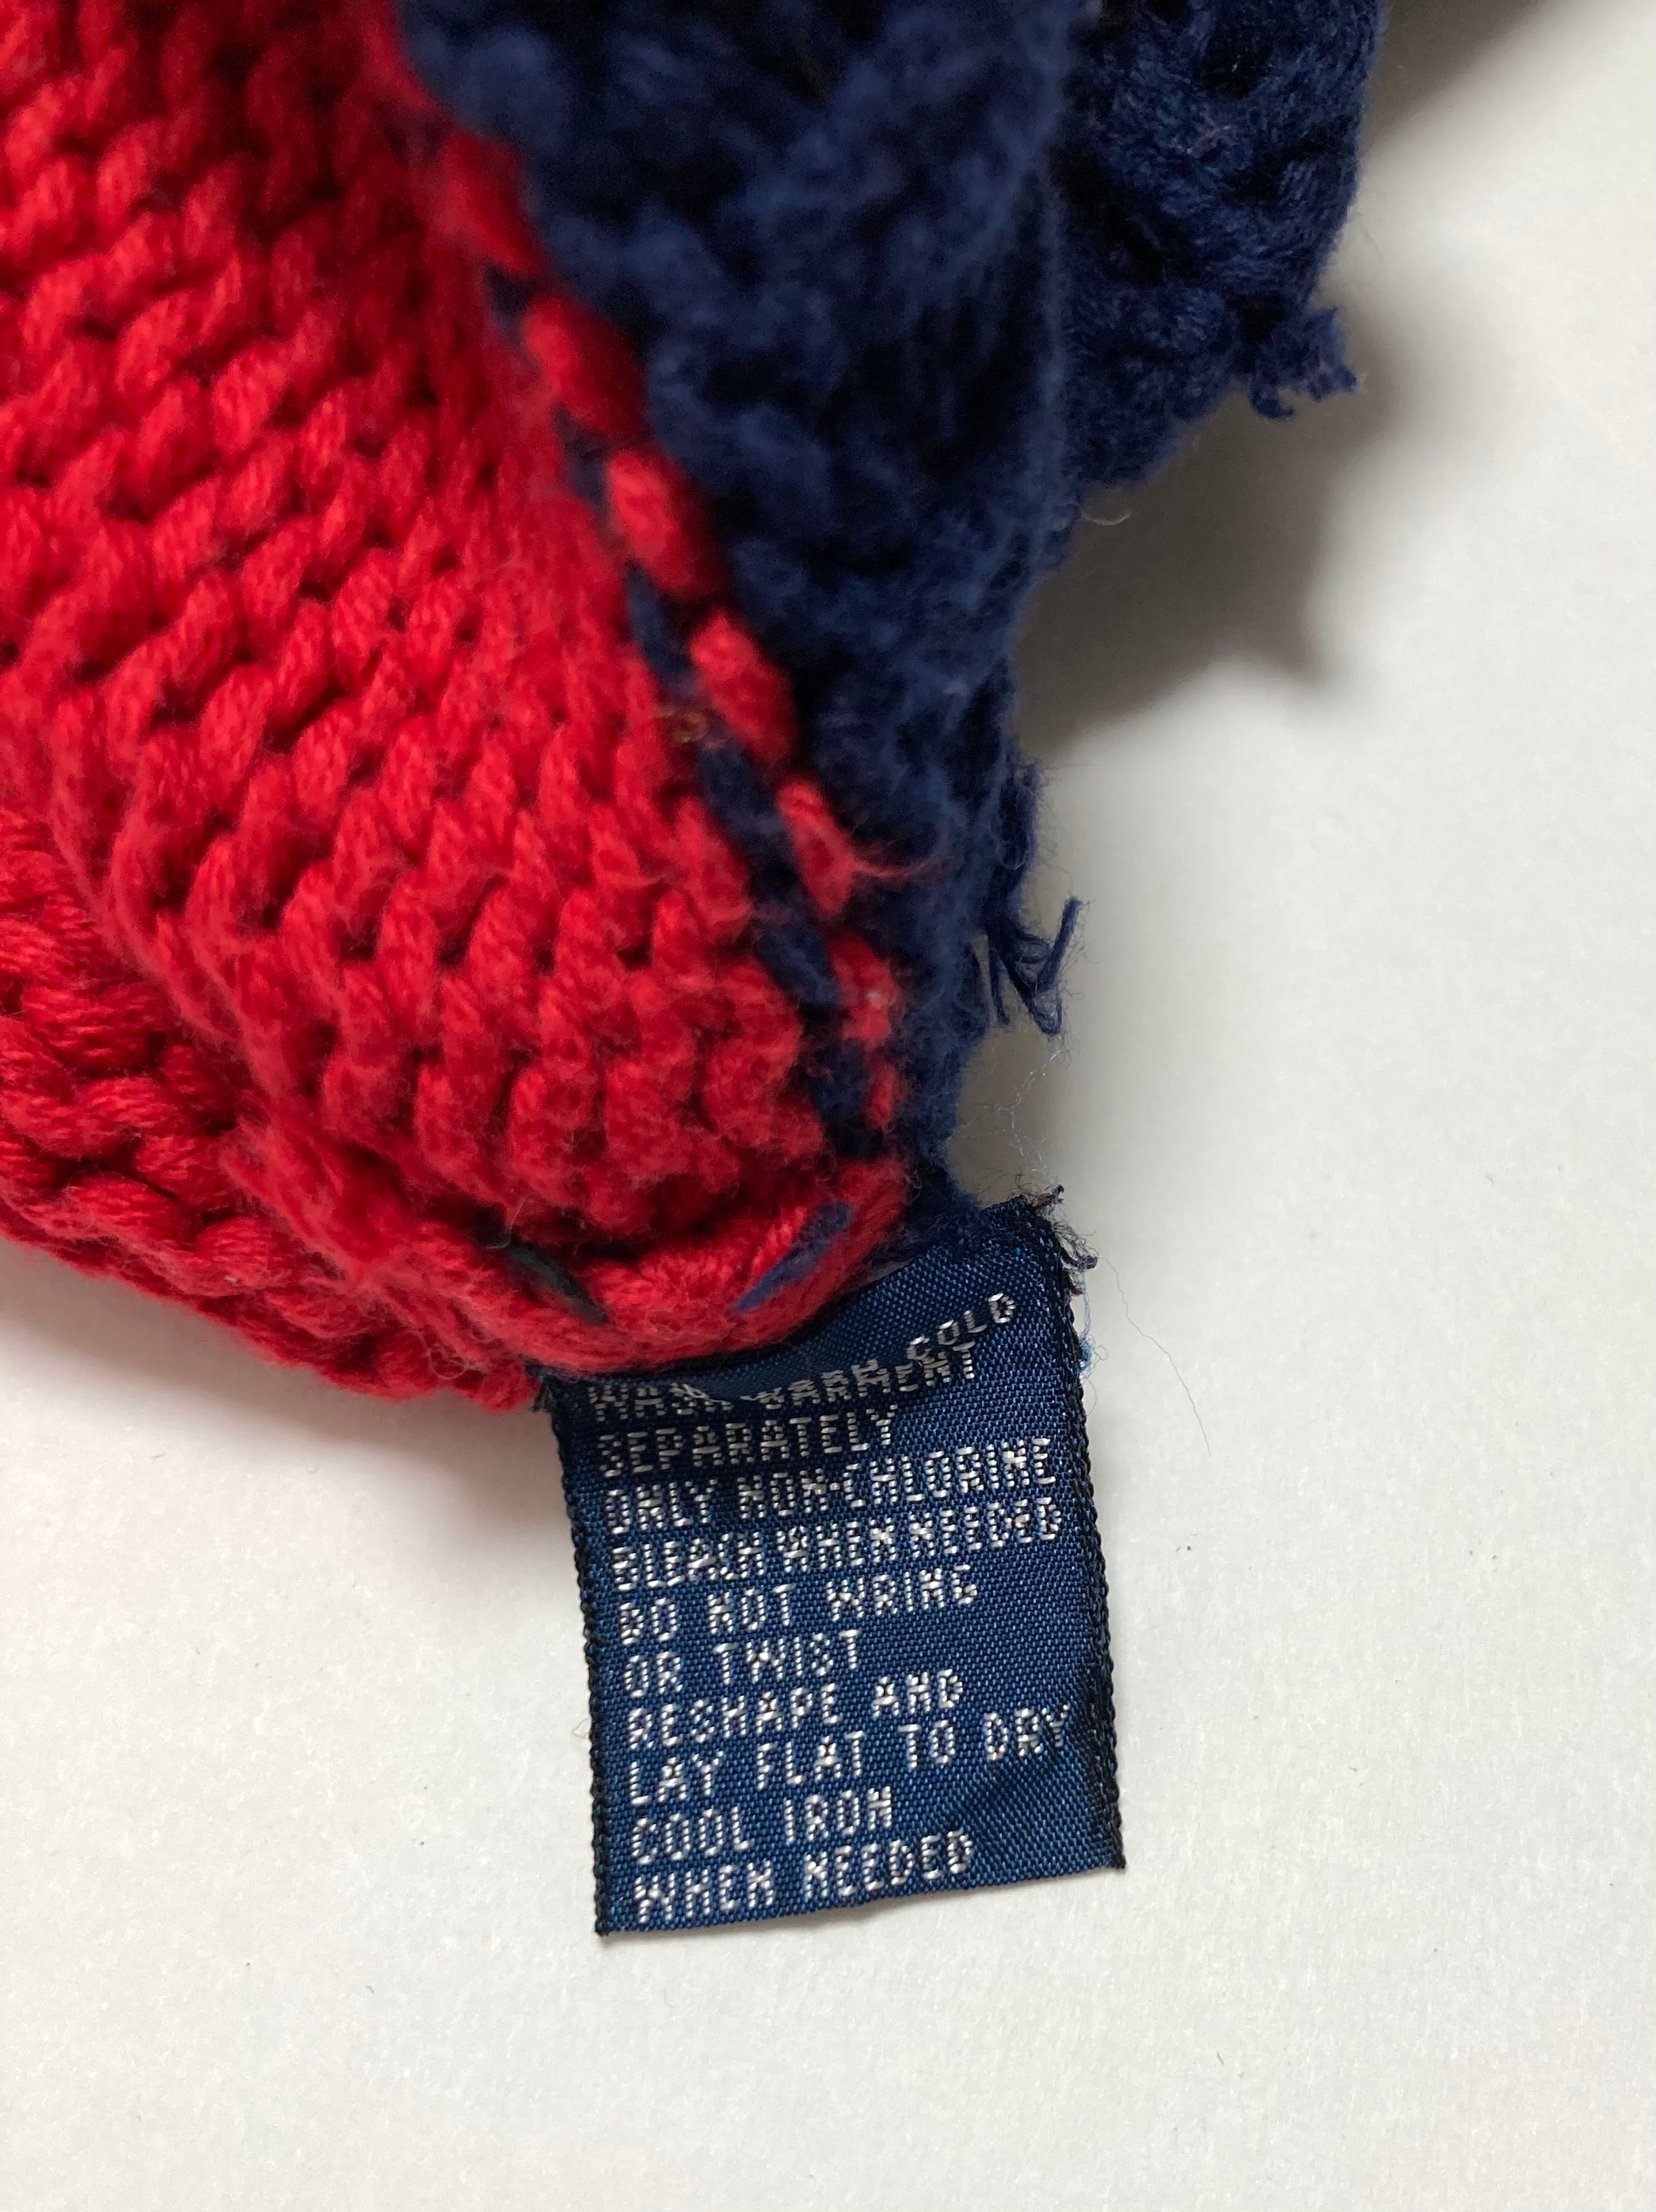 COLD
WASH GARMENT
SEPARATELY
ONLY NON-CHLORINE
BLEACH WHEN NEEDED
DO NOT WRING
OR TWIST
RESHAPE AND
LAY FLAT TO DRY
COOL IRON
WHEN NEEDED